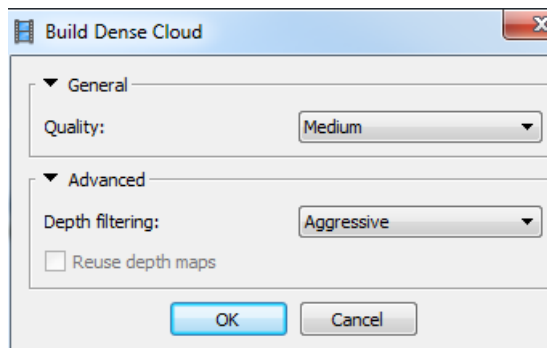 Build Dense Cloud
General
Quality: Medium
Advanced
Depth filtering: Aggressive
Reuse depth maps
OK Cancel